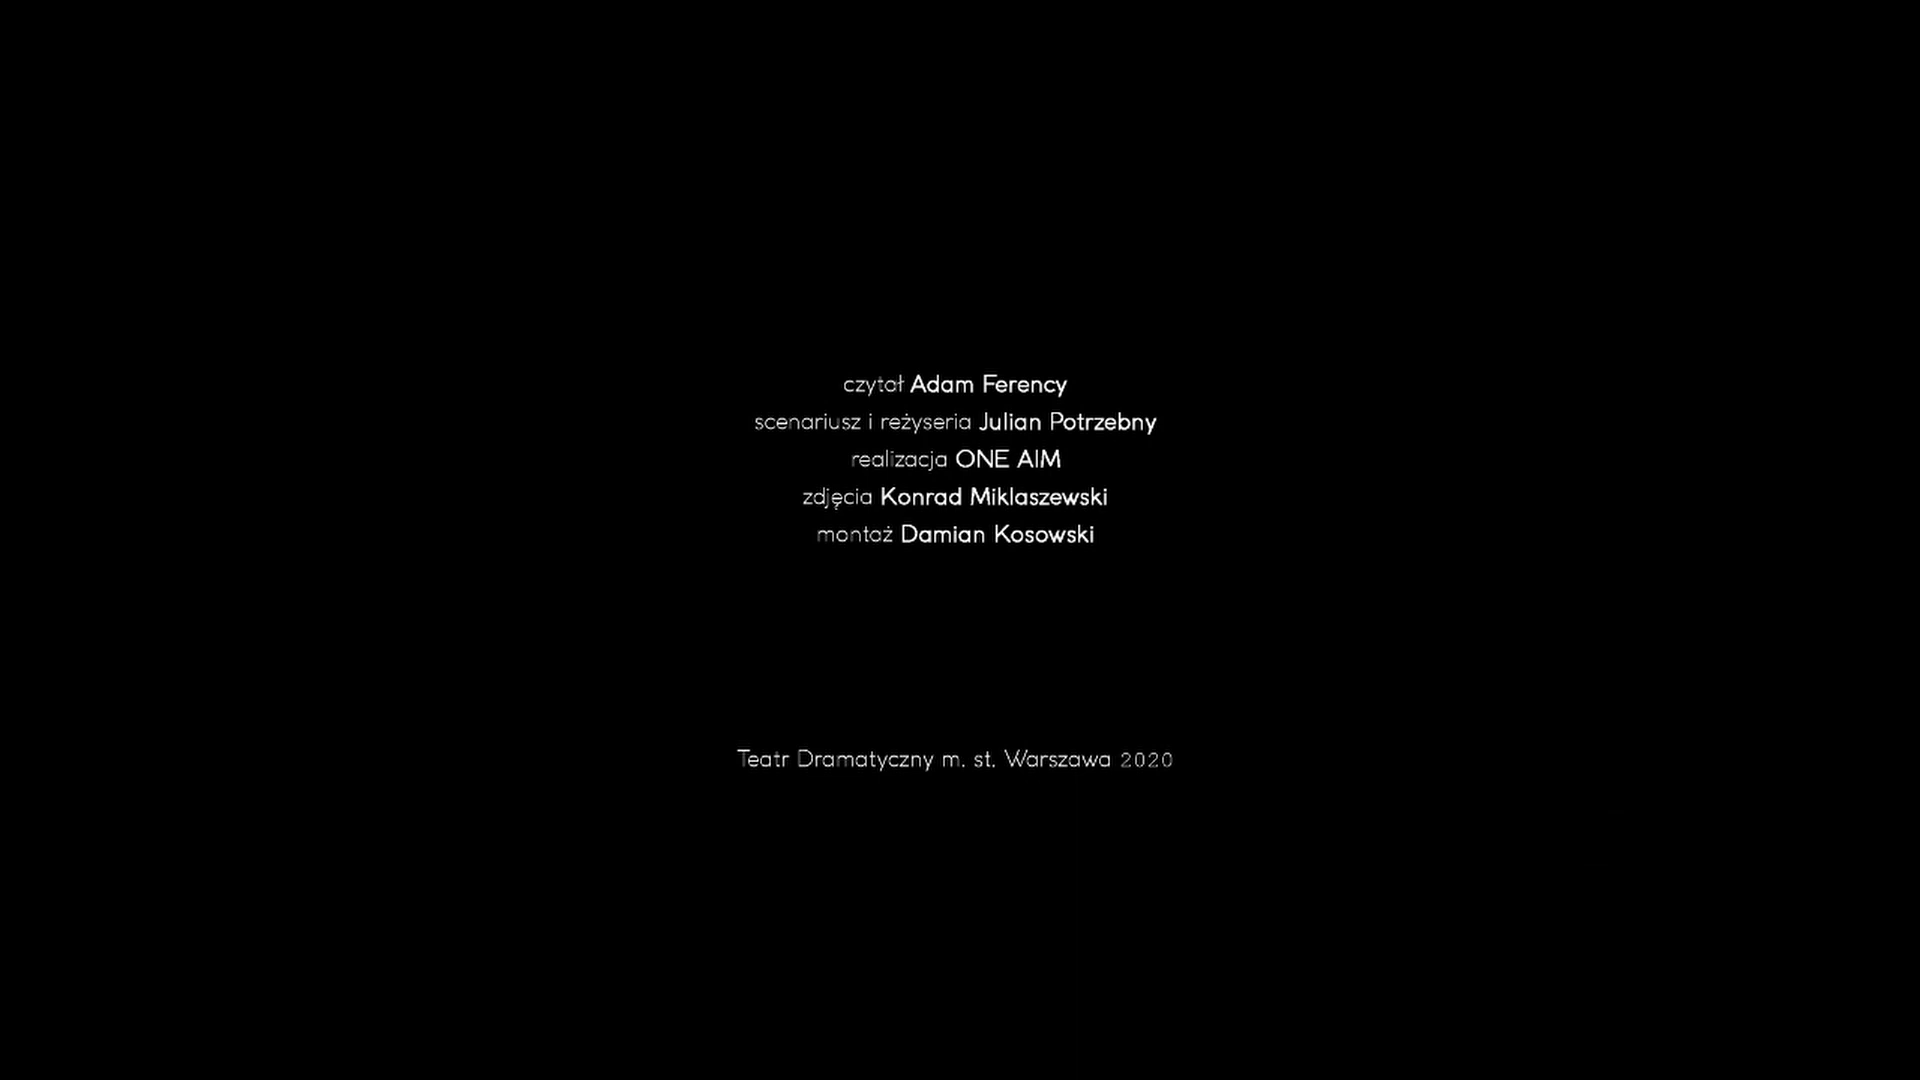 czytał Adam Ferency
scenariusz i reżyseria Julian Potrzebny
realizacja ONE AIM
zdjęcia Konrad Miklaszewski
montaż Damian Kosowski
Teatr Dramatyczny m. st. Warszawa 2020